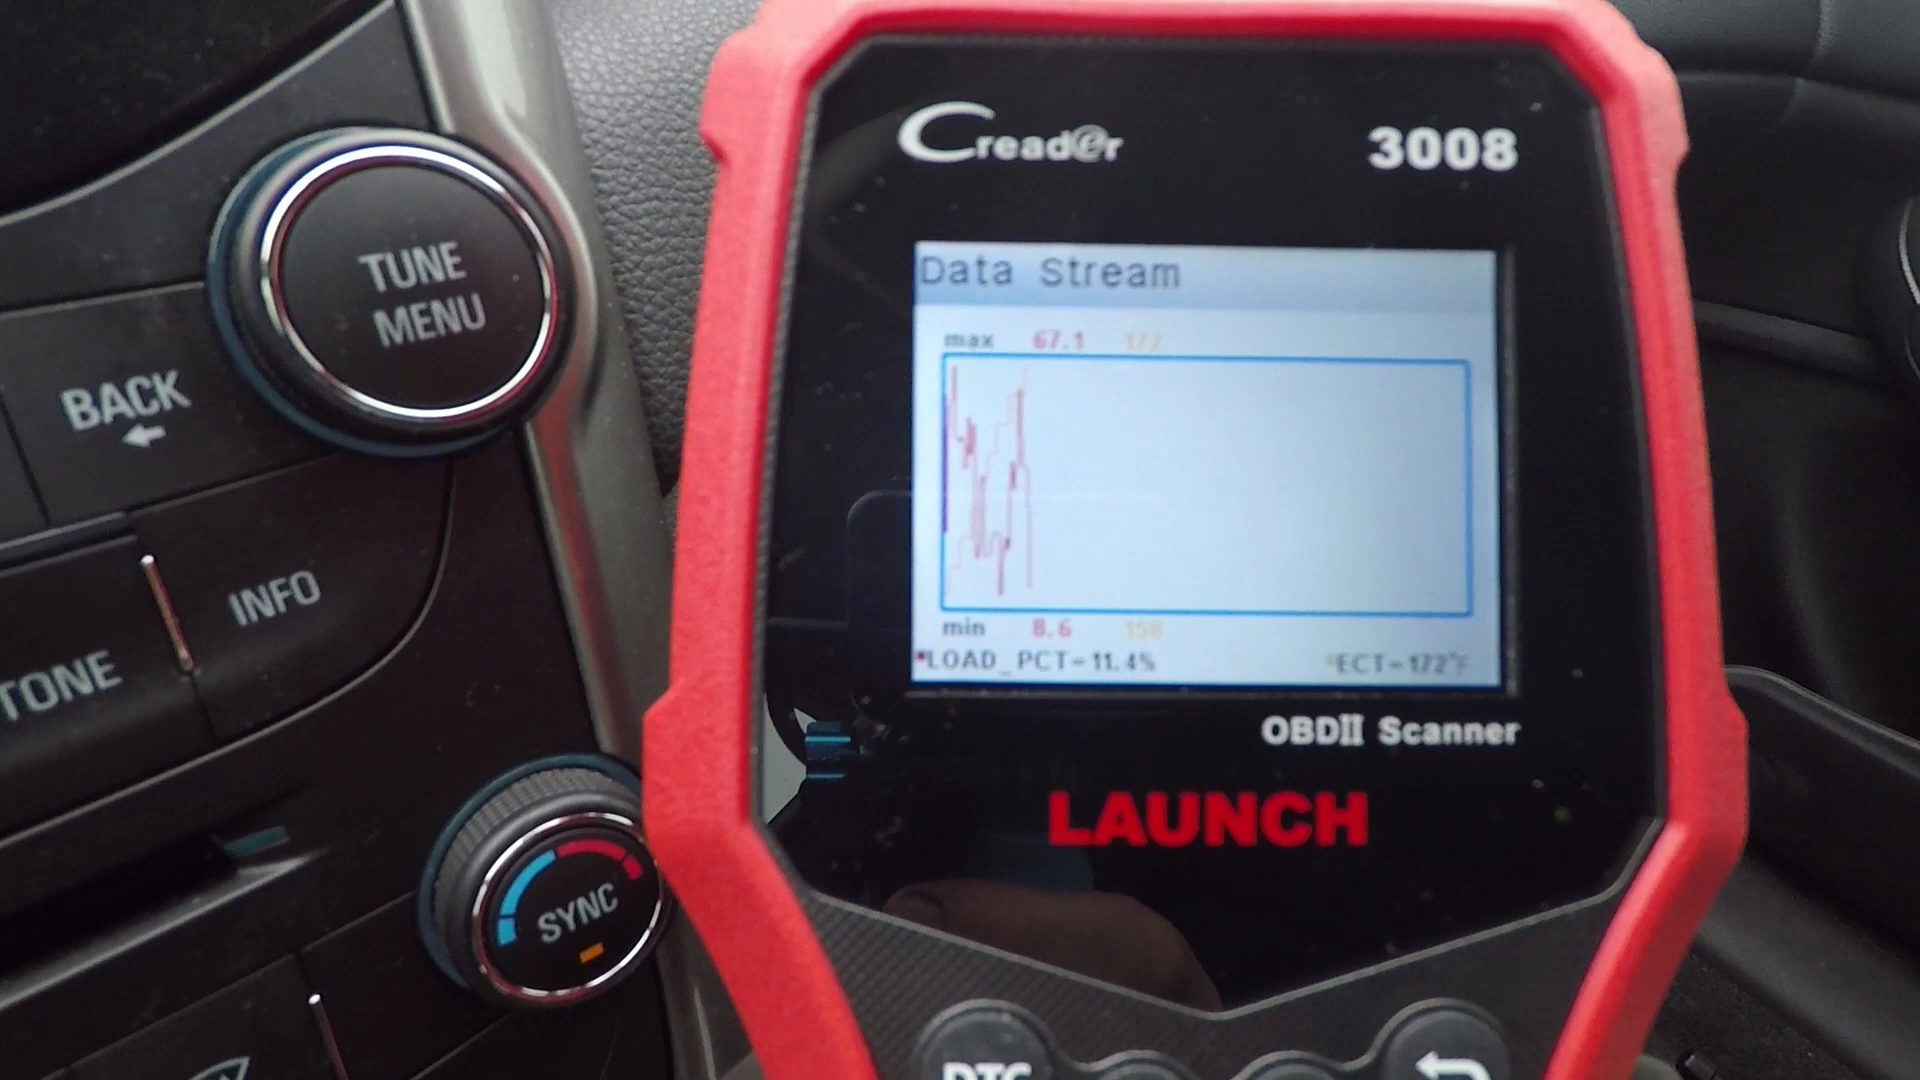 TUNE
MENU
BACK
INFO
TONE
SYNC
Creader
3008
Data Stream
max 67.1 172
min 8.6 158
LOAD_PCT=11.4% *ECT=172°F
OBDII Scanner
LAUNCH
DTC